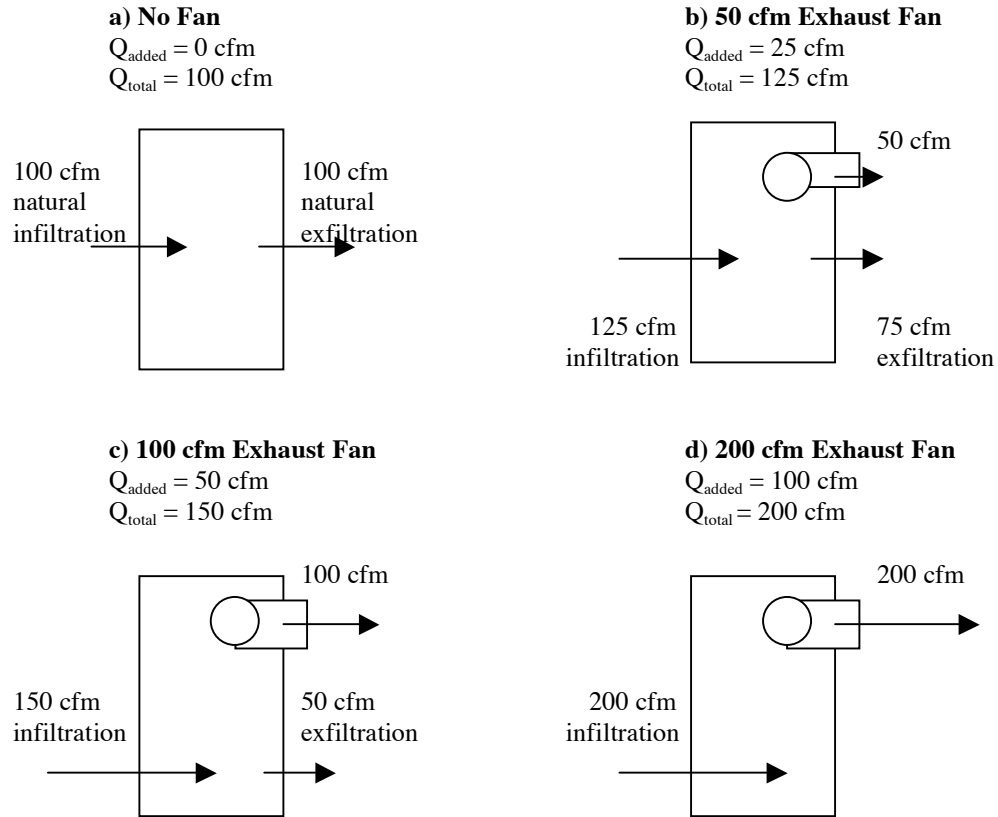 a) No Fan
Q_added = 0 cfm
Q_total = 100 cfm
100 cfm
natural
infiltration
100 cfm
natural
exfiltration
b) 50 cfm Exhaust Fan
Q_added = 25 cfm
Q_total = 125 cfm
50 cfm
125 cfm
infiltration
75 cfm
exfiltration
c) 100 cfm Exhaust Fan
Q_added = 50 cfm
Q_total = 150 cfm
100 cfm
150 cfm
infiltration
50 cfm
exfiltration
d) 200 cfm Exhaust Fan
Q_added = 100 cfm
Q_total = 200 cfm
200 cfm
200 cfm
infiltration